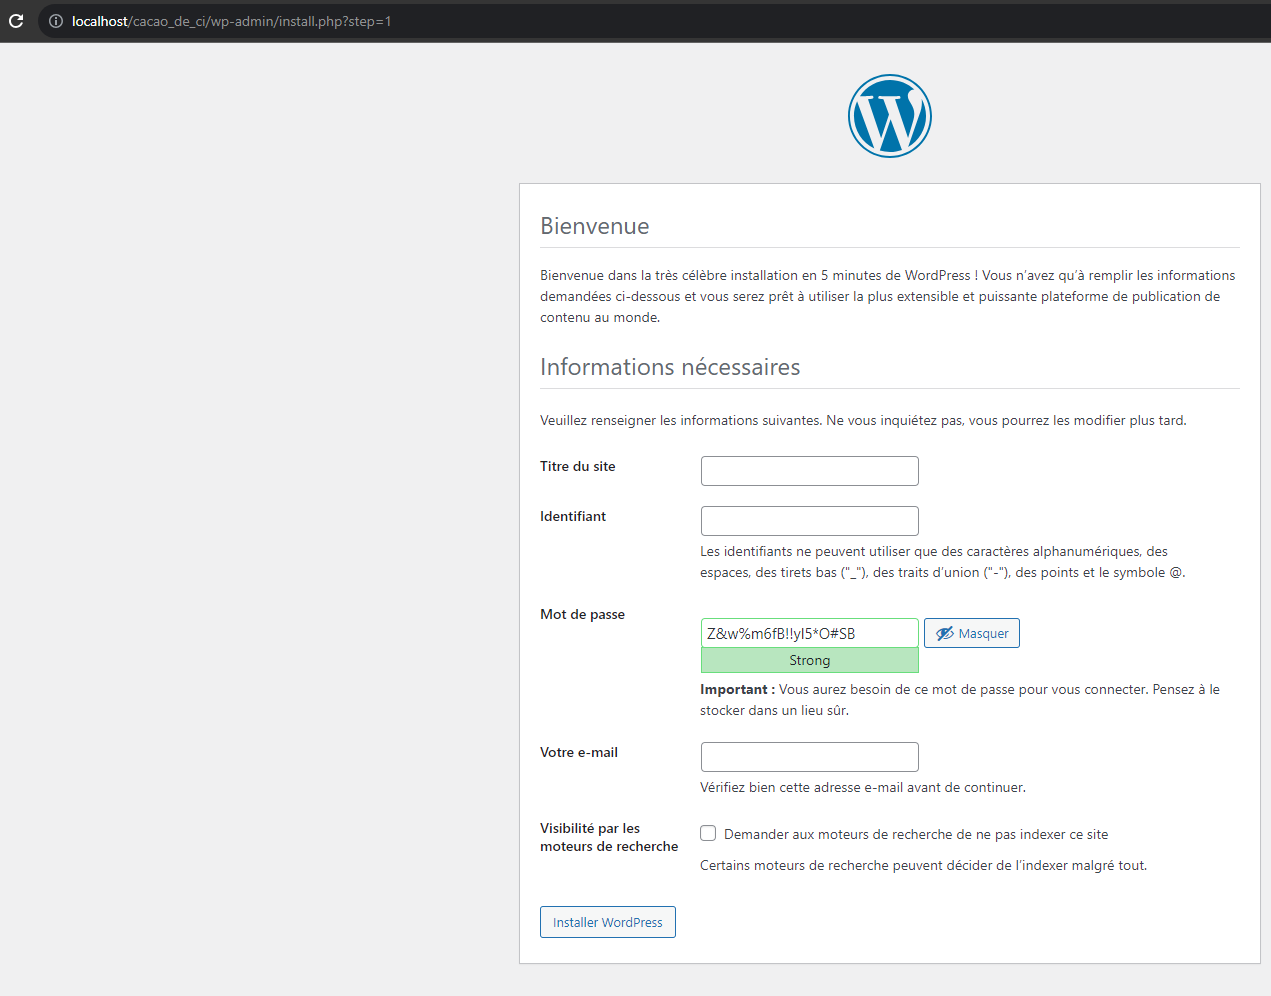 localhost/cacao_de_ci/wp-admin/install.php?step=1
Bienvenue
Bienvenue dans la très célèbre installation en 5 minutes de WordPress ! Vous n’avez qu’à remplir les informations
demandées ci-dessous et vous serez prêt à utiliser la plus extensible et puissante plateforme de publication de
contenu au monde.
Informations nécessaires
Veuillez renseigner les informations suivantes. Ne vous inquiétez pas, vous pourrez les modifier plus tard.
Titre du site
Identifiant
Les identifiants ne peuvent utiliser que des caractères alphanumériques, des
espaces, des tirets bas ("_"), des traits d’union ("-"), des points et le symbole @.
Mot de passe
Z&w%m6fB!!yI5*O#SB
Masquer
Strong
Important : Vous aurez besoin de ce mot de passe pour vous connecter. Pensez à le
stocker dans un lieu sûr.
Votre e-mail
Vérifiez bien cette adresse e-mail avant de continuer.
Visibilité par les
moteurs de recherche
Demander aux moteurs de recherche de ne pas indexer ce site
Certains moteurs de recherche peuvent décider de l’indexer malgré tout.
Installer WordPress